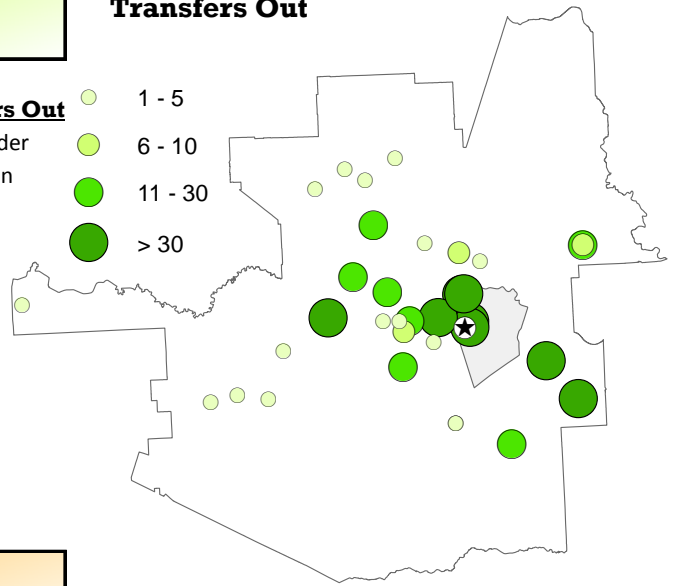 Transfers Out
rs Out
der
n
1 - 5
6 - 10
11 - 30
> 30